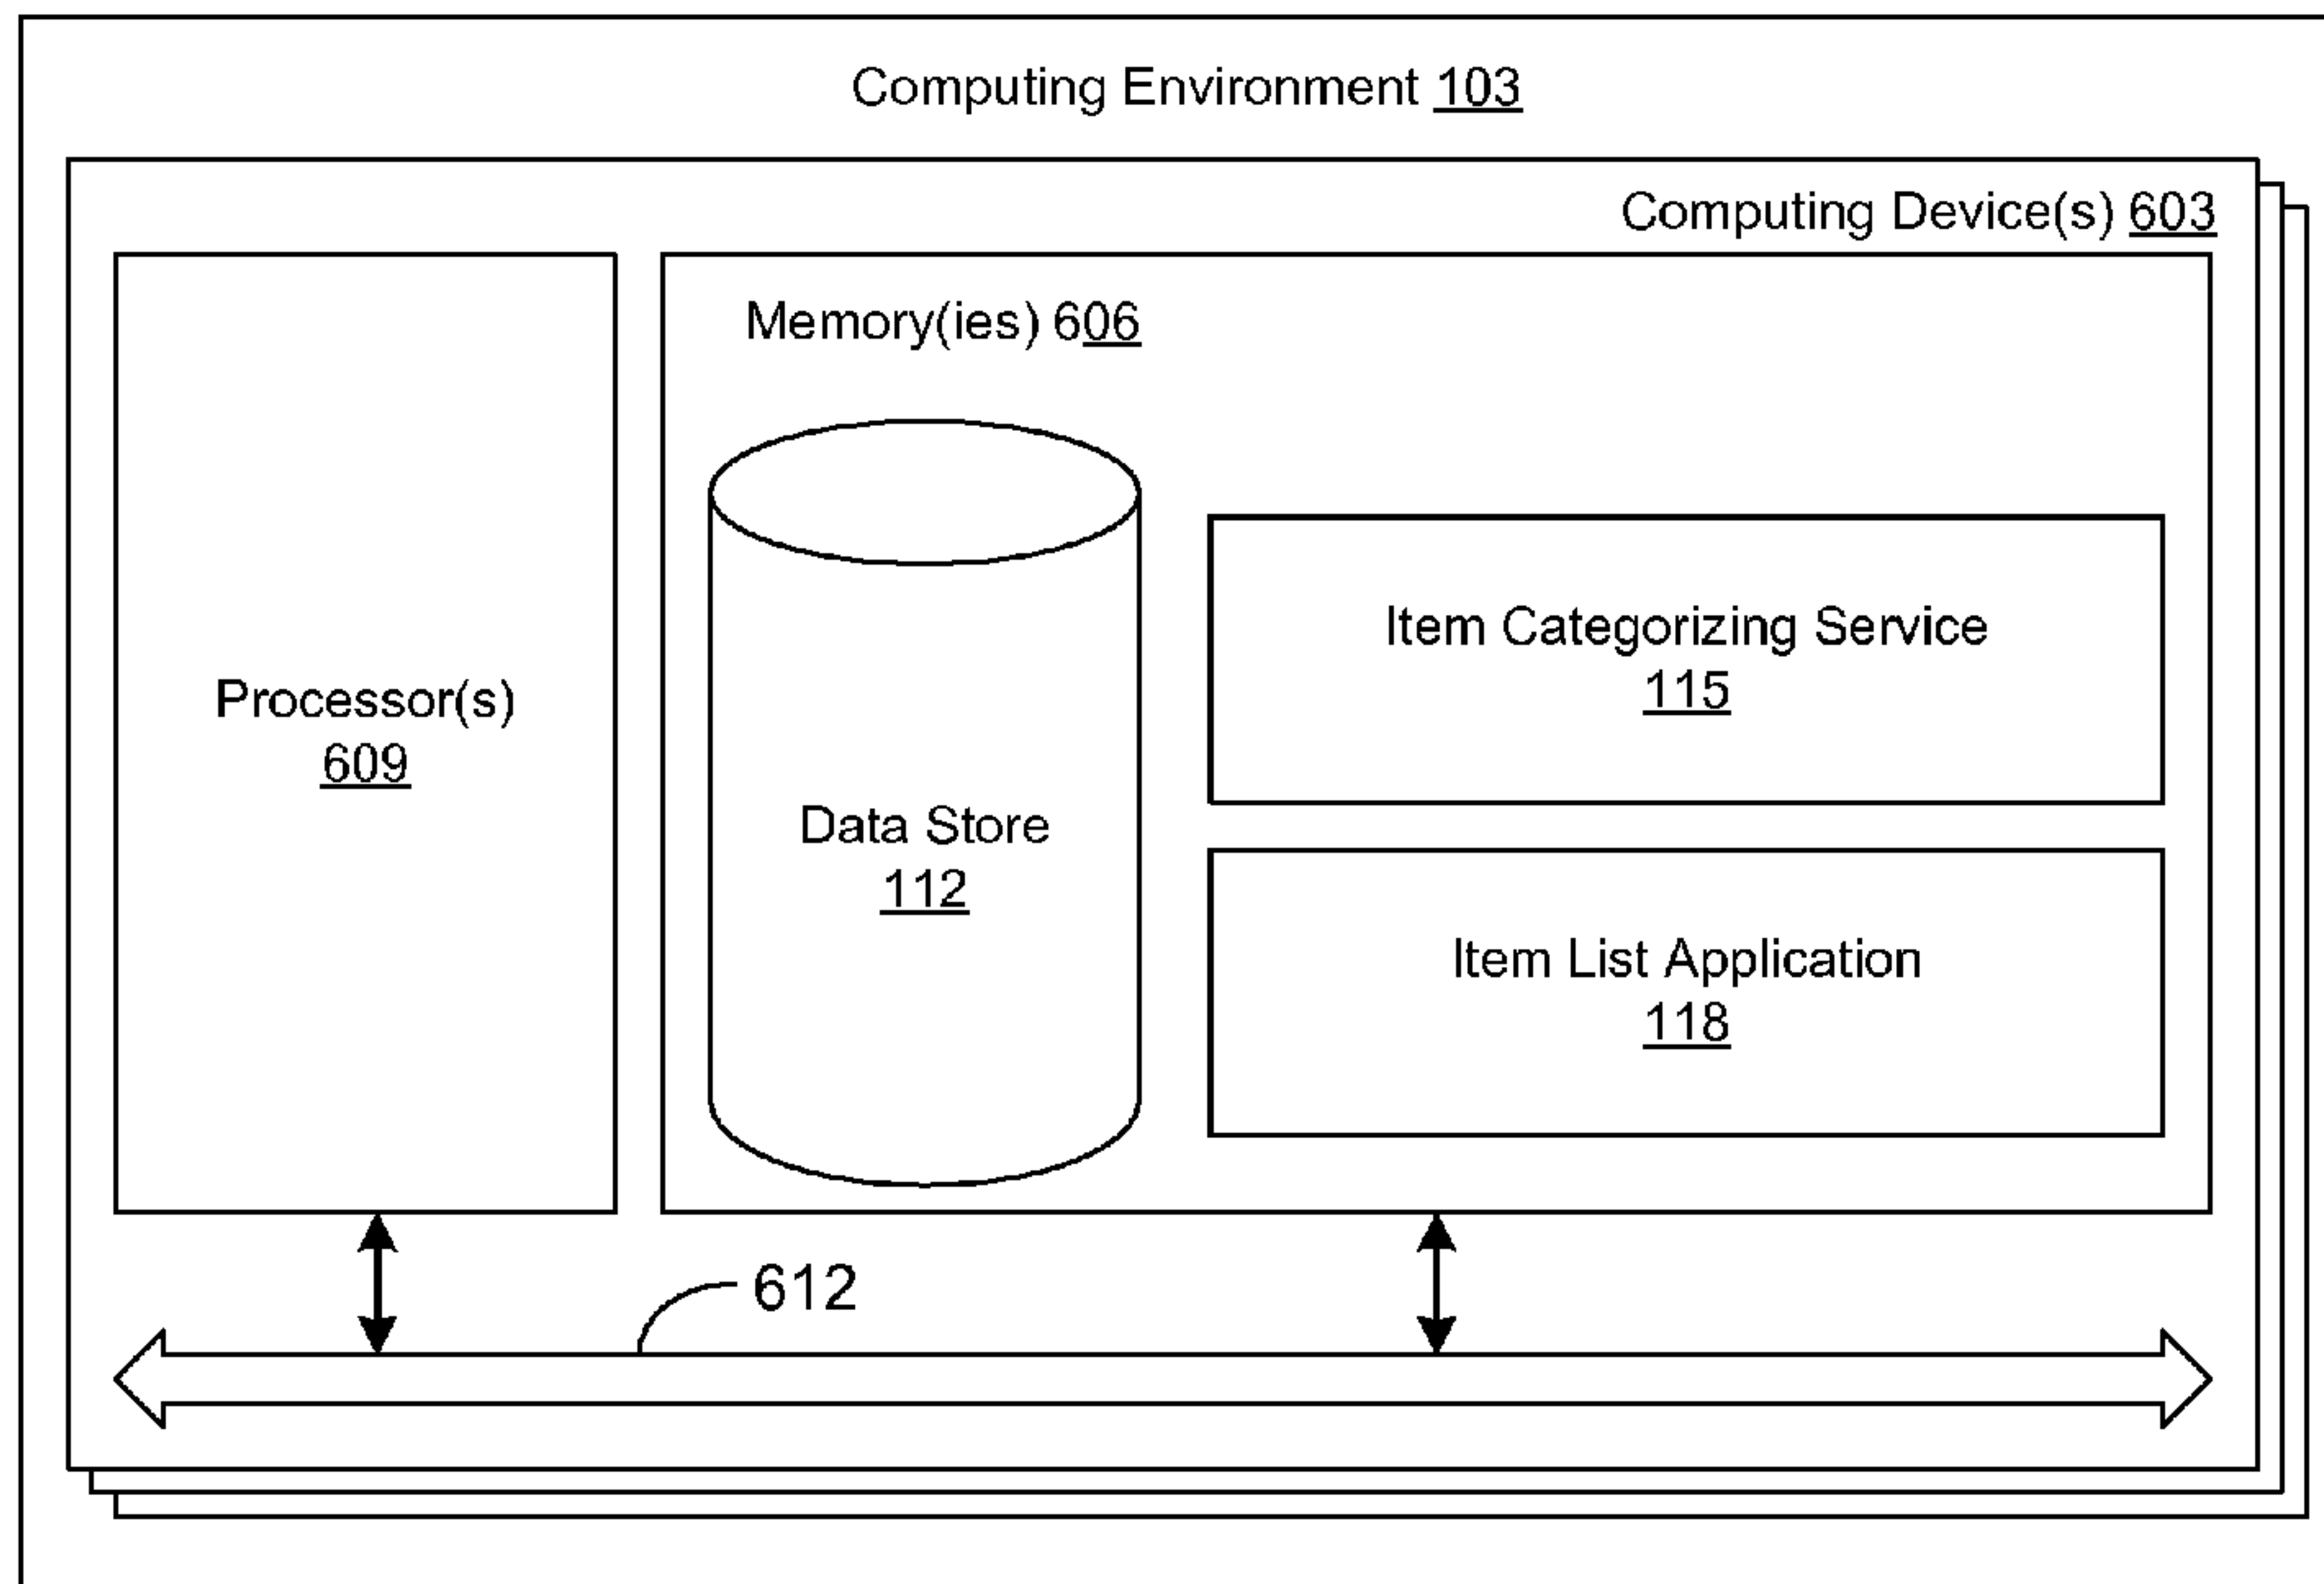 Computing Environment 103
Computing Device(s) 603
Memory(ies) 606
Processor(s)
609
Data Store
112
Item Categorizing Service
115
Item List Application
118
612